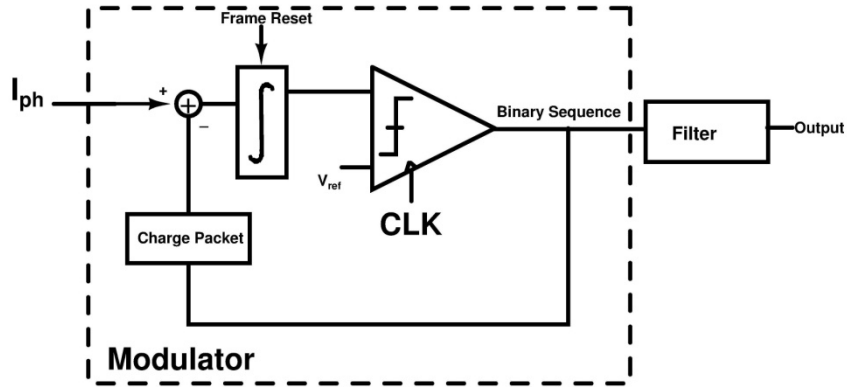 Frame Reset
I_ph
+
−
∫
Binary Sequence
Filter
Output
V_ref
CLK
Charge Packet
Modulator